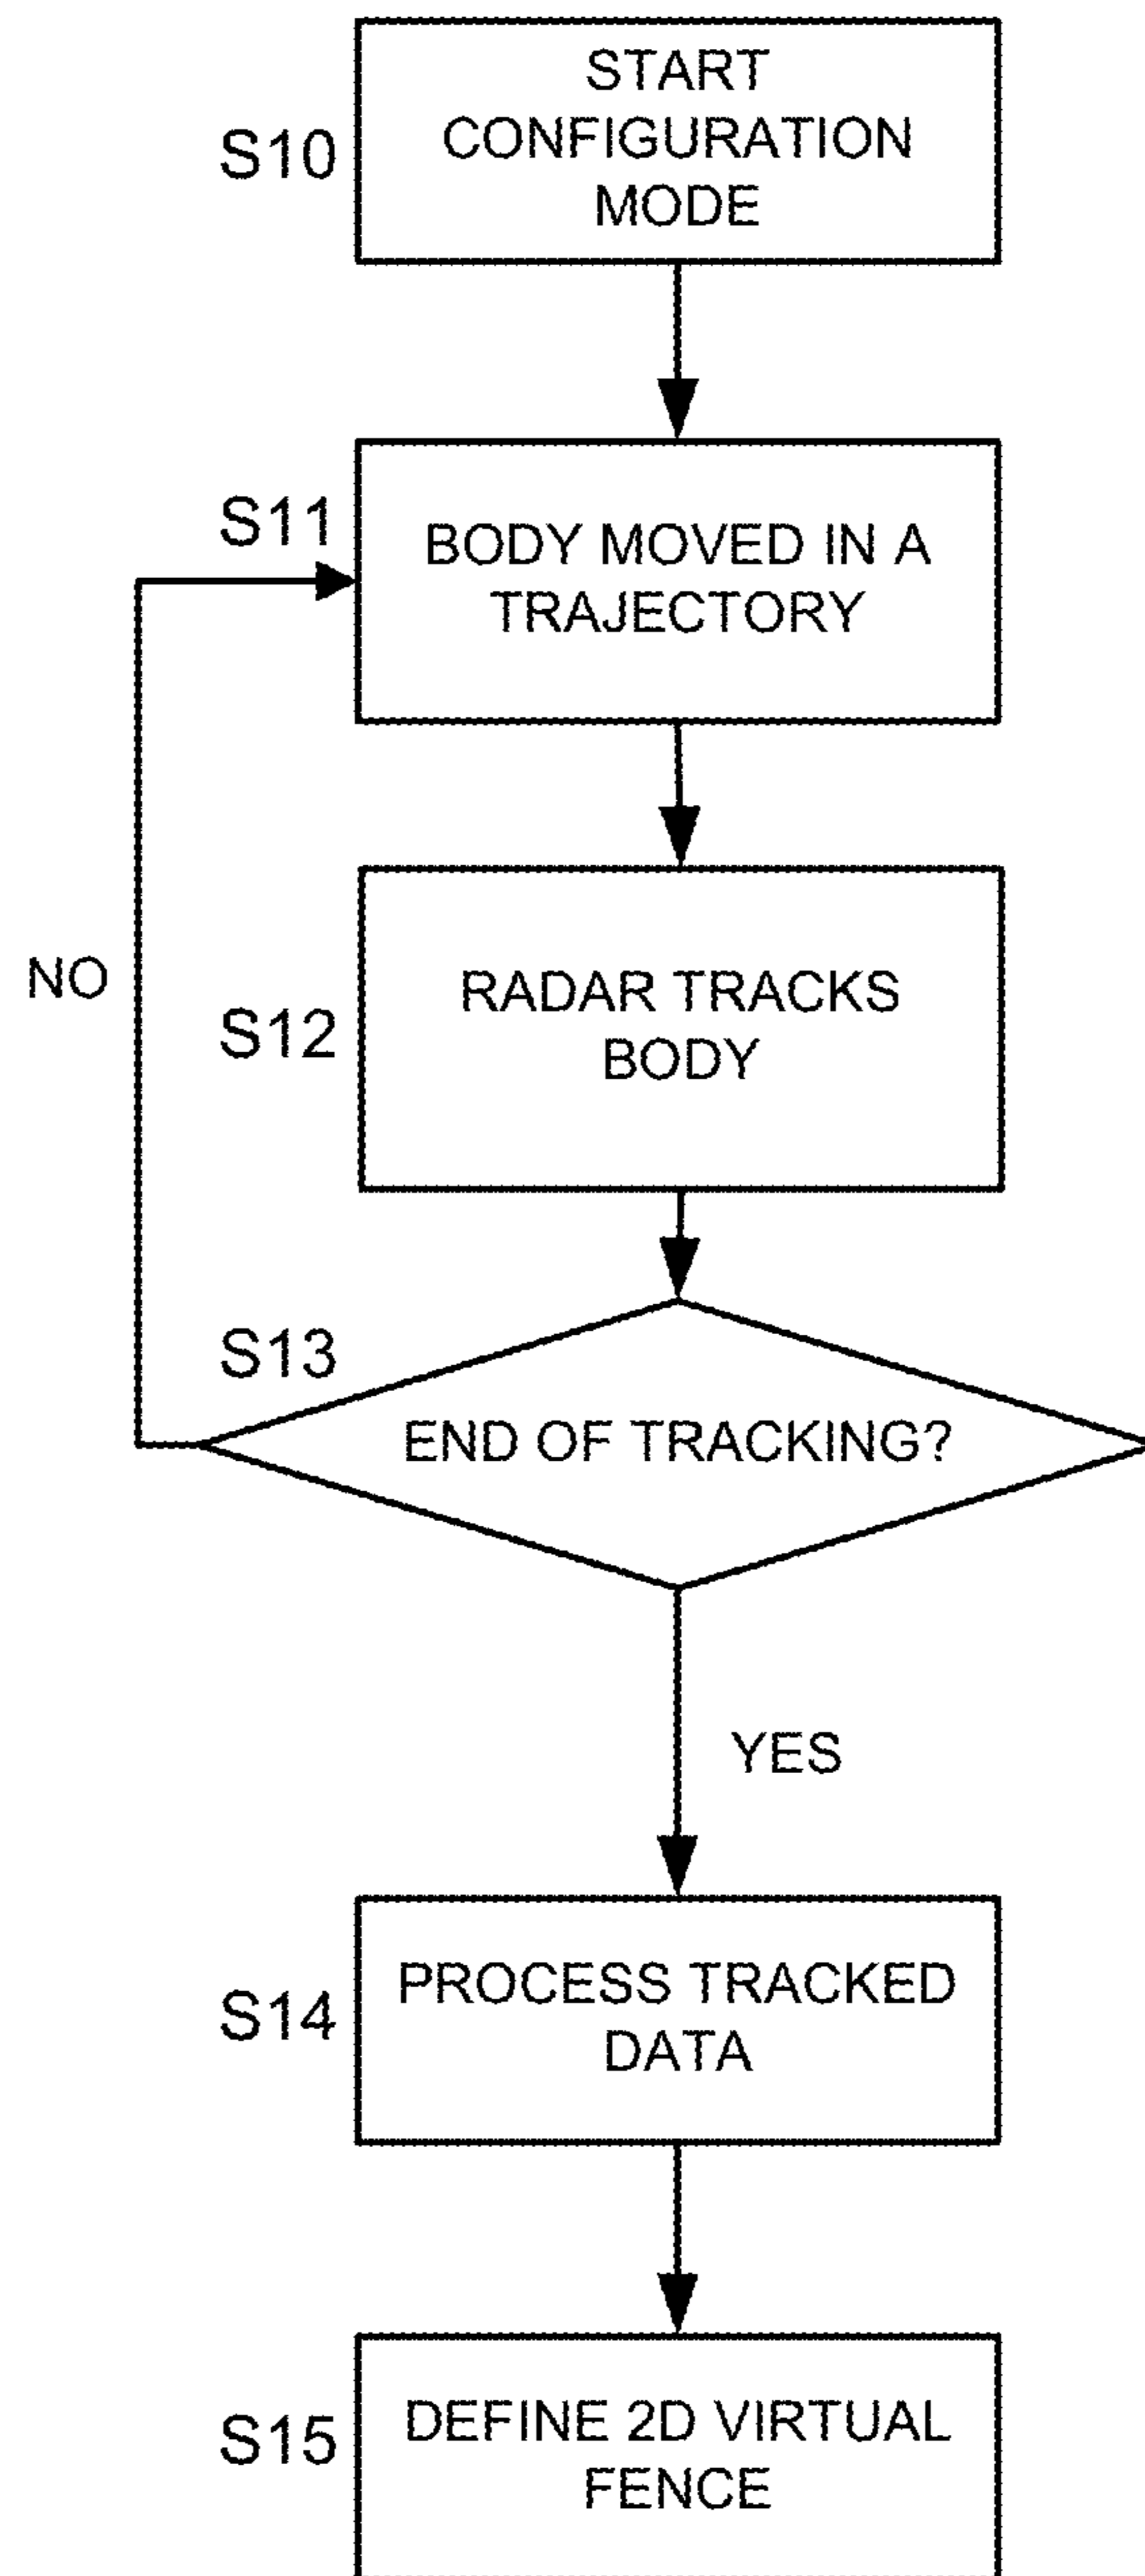 START
CONFIGURATION
MODE
S10
S11
BODY MOVED IN A
TRAJECTORY
NO
S12
RADAR TRACKS
BODY
S13
END OF TRACKING?
YES
S14
PROCESS TRACKED
DATA
S15
DEFINE 2D VIRTUAL
FENCE